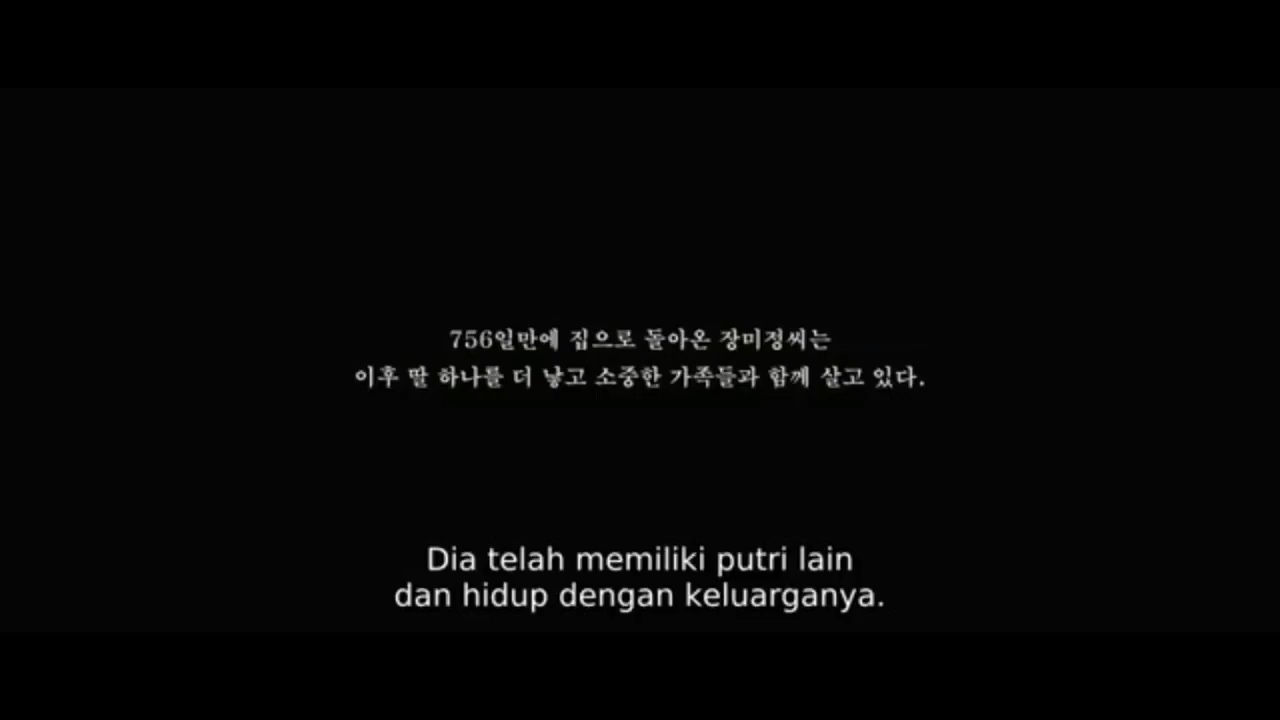 756일만에 집으로 돌아온 장미정씨는
이후 딸 하나를 더 낳고 소중한 가족들과 함께 살고 있다.
Dia telah memiliki putri lain
dan hidup dengan keluarganya.